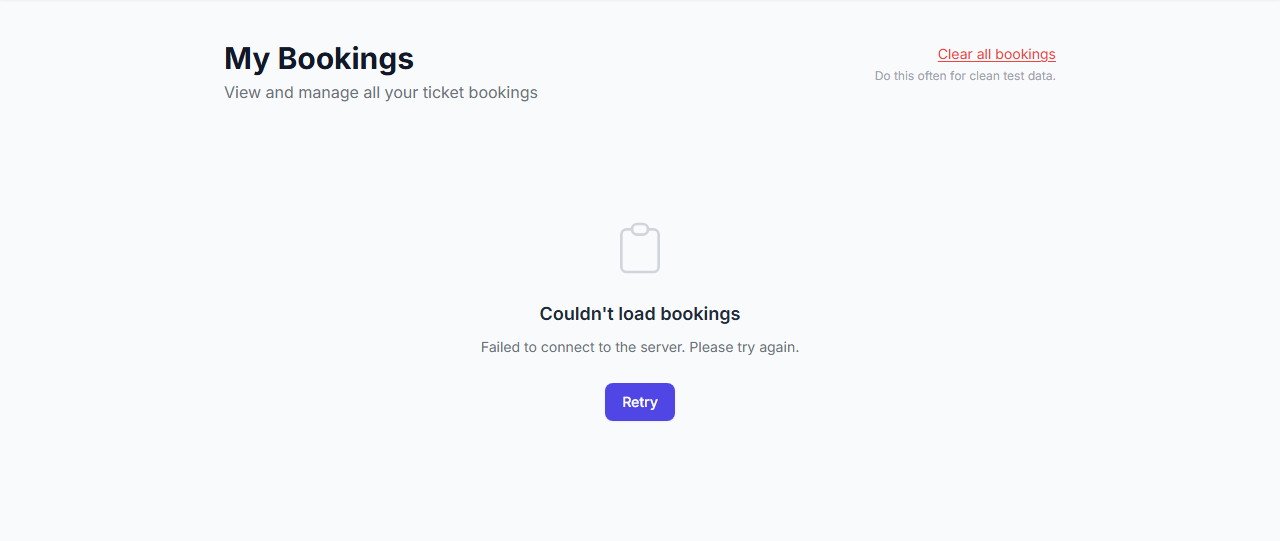 My Bookings
Clear all bookings
Do this often for clean test data.
View and manage all your ticket bookings
Couldn't load bookings
Failed to connect to the server. Please try again.
Retry